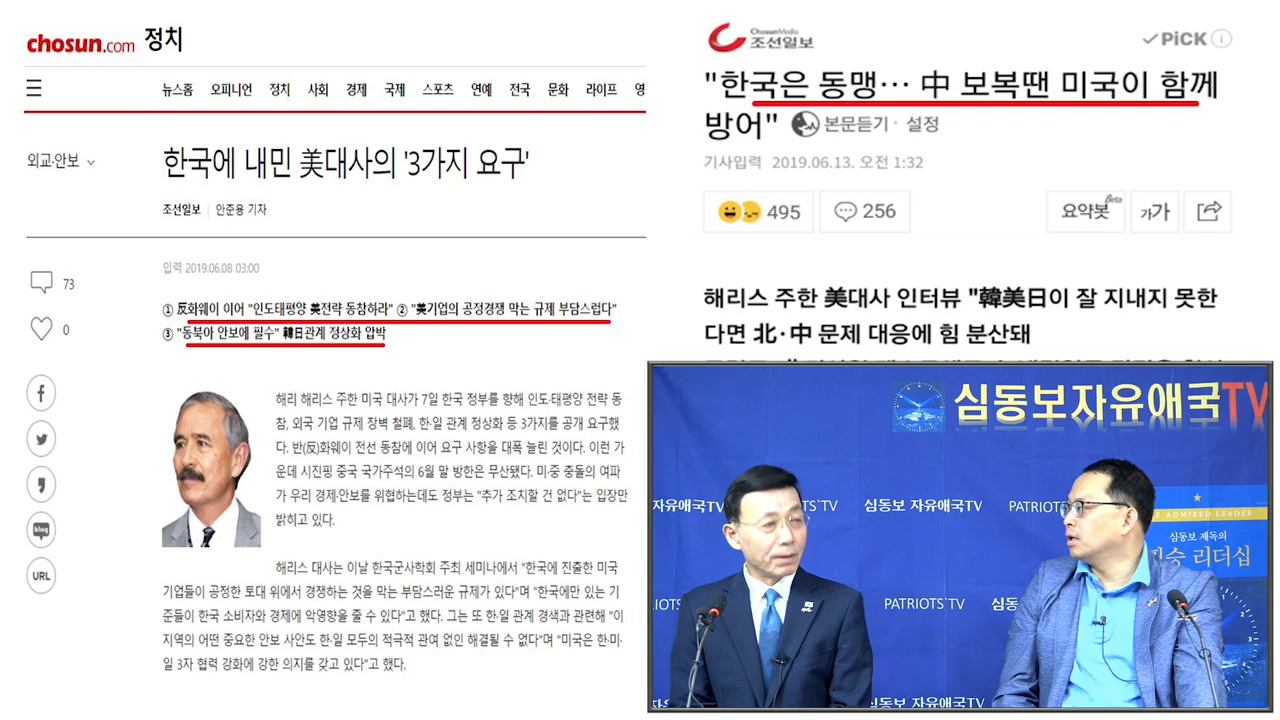 chosun.com 정치
☰
뉴스홈 오피니언 정치 사회 경제 국제 스포츠 연예 전국 문화 라이프 영
외교·안보
한국에 내민 美대사의 '3가지 요구'
조선일보 | 안준용 기자
입력 2019.06.08 03:00
73
0
① 反화웨이 이어 "인도태평양 美전략 동참하라" ② "美기업의 공정경쟁 막는 규제 부담스럽다"
③ "동북아 안보에 필수" 韓日관계 정상화 압박
해리 해리스 주한 미국 대사가 7일 한국 정부를 향해 인도·태평양 전략 동
참, 외국 기업 규제 장벽 철폐, 한·일 관계 정상화 등 3가지를 공개 요구했
다. 반(反)화웨이 전선 동참에 이어 요구 사항을 대폭 늘린 것이다. 이런 가
운데 시진핑 중국 국가주석의 6월 말 방한은 무산됐다. 미·중 충돌의 여파
가 우리 경제·안보를 위협하는데도 정부는 "추가 조치할 건 없다"는 입장만
밝히고 있다.
해리스 대사는 이날 한국군사학회 주최 세미나에서 "한국에 진출한 미국
기업들이 공정한 토대 위에서 경쟁하는 것을 막는 부담스러운 규제가 있다"며 "한국에만 있는 기
준들이 한국 소비자와 경제에 악영향을 줄 수 있다"고 했다. 그는 또 한·일 관계 경색과 관련해 "이
지역의 어떤 중요한 안보 사안도 한·일 모두의 적극적 관여 없인 해결될 수 없다"며 "미국은 한·미·
일 3자 협력 강화에 강한 의지를 갖고 있다"고 했다.
blog
URL
ChosunMedia
조선일보
PiCK
"한국은 동맹… 中 보복땐 미국이 함께
방어" 본문듣기 · 설정
기사입력 2019.06.13. 오전 1:32
495 256 요약봇 Beta 가가
해리스 주한 美대사 인터뷰 "韓美日이 잘 지내지 못한
다면 北·中 문제 대응에 힘 분산돼
심동보자유애국TV
자유애국TV TS`TV 심동보 자유애국TV PATRIOTS`TV
ADMIRED LEADER
심동보 제독의
리더십
PATRIOTS`TV
심동보 자유애국TV